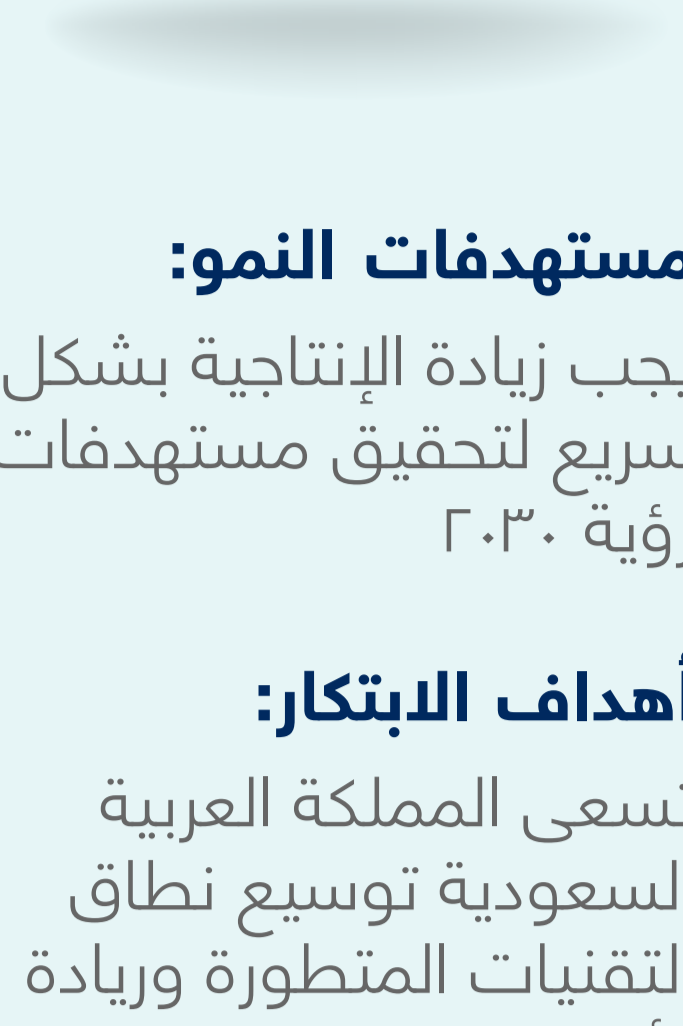 مستهدفات النمو:
يجب زيادة الإنتاجية بشكل
سريع لتحقيق مستهدفات
رؤية ٢٠٣٠
أهداف الابتكار:
تسعى المملكة العربية
السعودية توسيع نطاق
التقنيات المتطورة وريادة